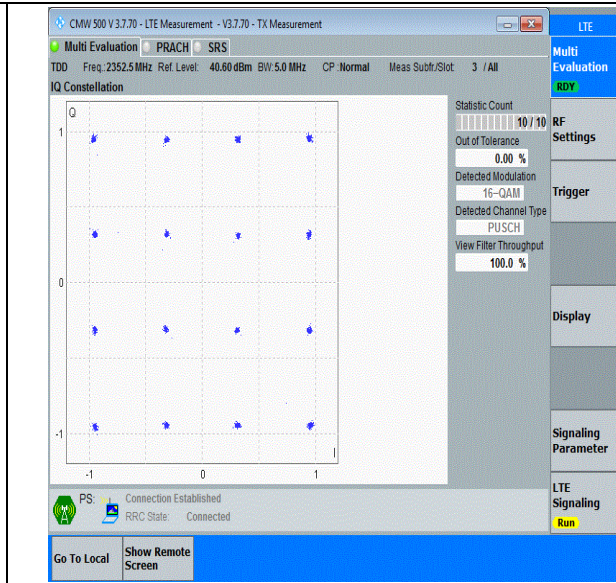 CMW 500 V 3.7.70 - LTE Measurement - V3.7.70 - TX Measurement
Multi Evaluation PRACH SRS
TDD Freq.:2352.5 MHz Ref. Level: 40.60 dBm BW:5.0 MHz CP :Normal Meas Subfr./Slot: 3 / All
IQ Constellation
Q
1
0
-1
I
-1 0 1
Statistic Count
10 / 10
Out of Tolerance
0.00 %
Detected Modulation
16-QAM
Detected Channel Type
PUSCH
View Filter Throughput
100.0 %
PS: Connection Established
RRC State: Connected
Go To Local
Show Remote
Screen
LTE
Multi
Evaluation
RDY
RF
Settings
Trigger
Display
Signaling
Parameter
LTE
Signaling
Run